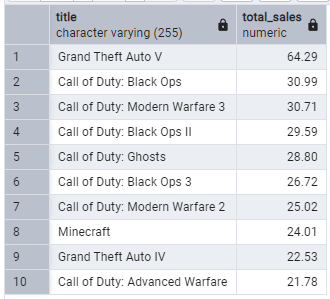 title total_sales
character varying (255) numeric
1 Grand Theft Auto V 64.29
2 Call of Duty: Black Ops 30.99
3 Call of Duty: Modern Warfare 3 30.71
4 Call of Duty: Black Ops II 29.59
5 Call of Duty: Ghosts 28.80
6 Call of Duty: Black Ops 3 26.72
7 Call of Duty: Modern Warfare 2 25.02
8 Minecraft 24.01
9 Grand Theft Auto IV 22.53
10 Call of Duty: Advanced Warfare 21.78